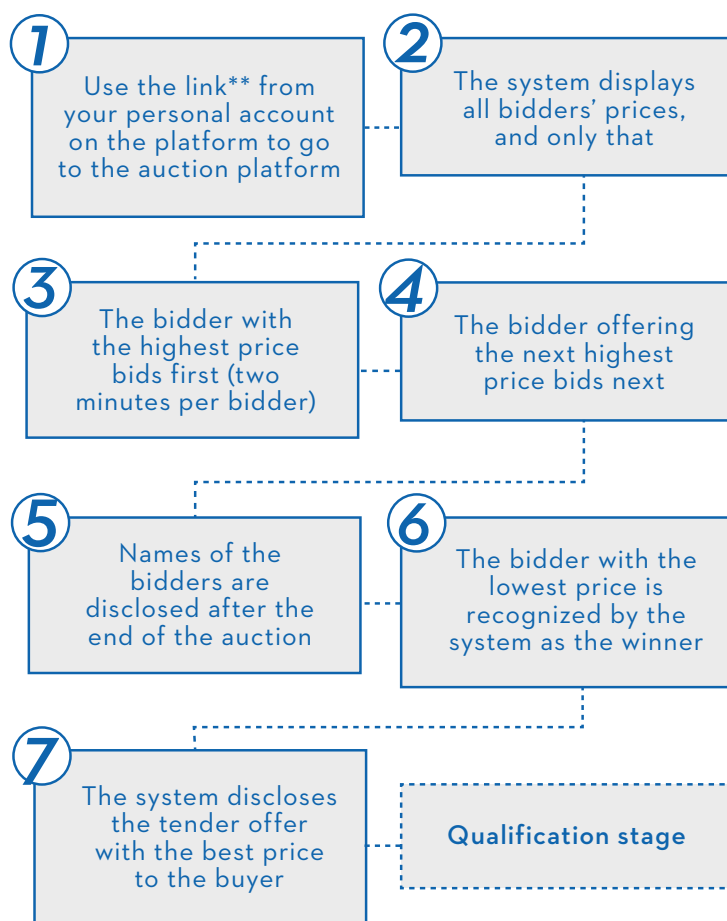 1
Use the link** from
your personal account
on the platform to go
to the auction platform
2
The system displays
all bidders’ prices,
and only that
3
The bidder with
the highest price
bids first (two
minutes per bidder)
4
The bidder offering
the next highest
price bids next
5
Names of the
bidders are
disclosed after the
end of the auction
6
The bidder with the
lowest price is
recognized by the
system as the winner
7
The system discloses
the tender offer
with the best price
to the buyer
Qualification stage